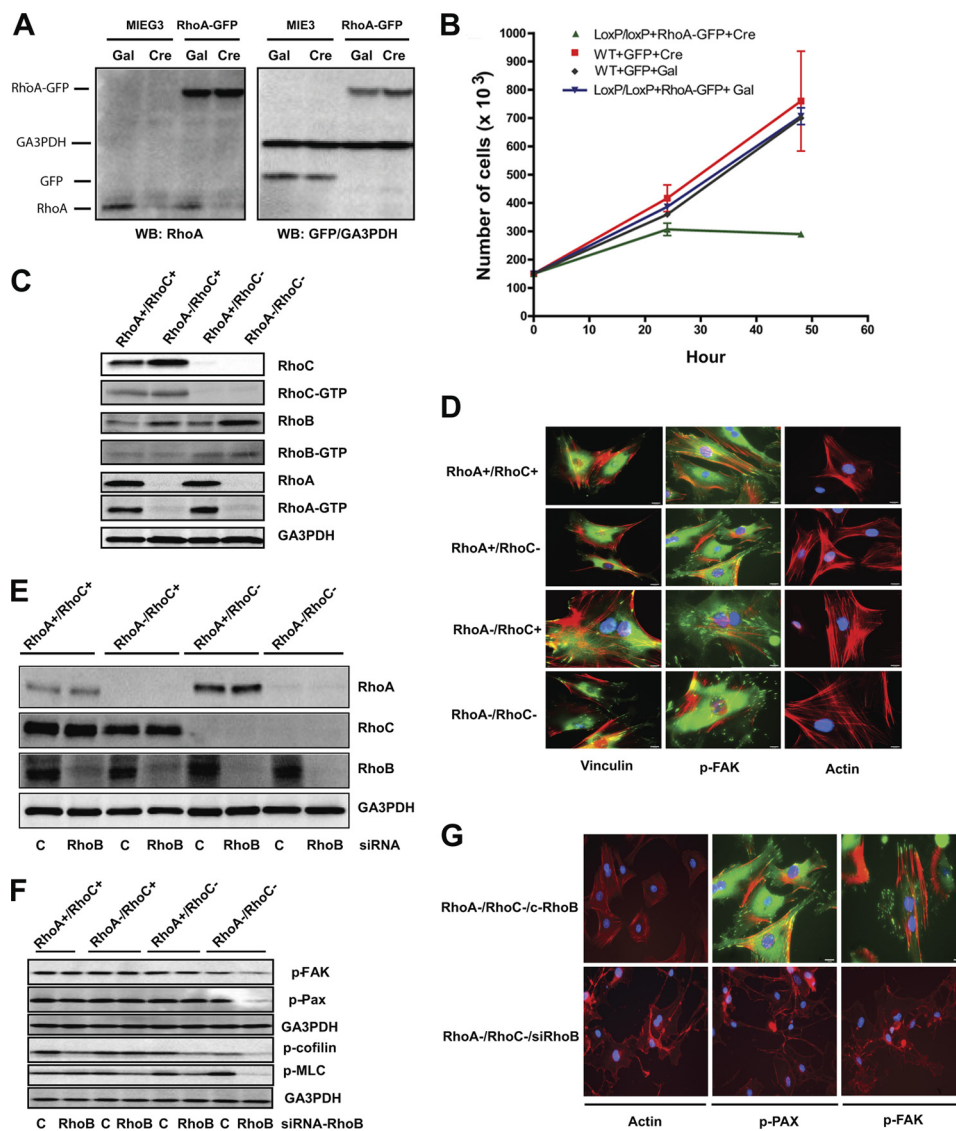 A
MIEG3 RhoA-GFP
Gal Cre Gal Cre
RhoA-GFP
GA3PDH
GFP
RhoA
WB: RhoA
MIE3 RhoA-GFP
Gal Cre Gal Cre
WB: GFP/GA3PDH
B
LoxP/loxP+RhoA-GFP+Cre
WT+GFP+Cre
WT+GFP+Gal
LoxP/LoxP+RhoA-GFP+ Gal
Number of cells (x 10³)
1000
900
800
700
600
500
400
300
200
100
0
0 10 20 30 40 50 60
Hour
C
RhoA+/RhoC+
RhoA-/RhoC+
RhoA+/RhoC-
RhoA-/RhoC-
RhoC
RhoC-GTP
RhoB
RhoB-GTP
RhoA
RhoA-GTP
GA3PDH
D
RhoA+/RhoC+
RhoA+/RhoC-
RhoA-/RhoC+
RhoA-/RhoC-
Vinculin p-FAK Actin
E
RhoA+/RhoC+
RhoA-/RhoC+
RhoA+/RhoC-
RhoA-/RhoC-
RhoA
RhoC
RhoB
GA3PDH
C RhoB C RhoB C RhoB C RhoB siRNA
F
RhoA+/RhoC+
RhoA-/RhoC+
RhoA+/RhoC-
RhoA-/RhoC-
p-FAK
p-Pax
GA3PDH
p-cofilin
p-MLC
GA3PDH
C RhoB C RhoB C RhoB C RhoB siRNA-RhoB
G
RhoA-/RhoC-/c-RhoB
RhoA-/RhoC-/siRhoB
Actin p-PAX p-FAK